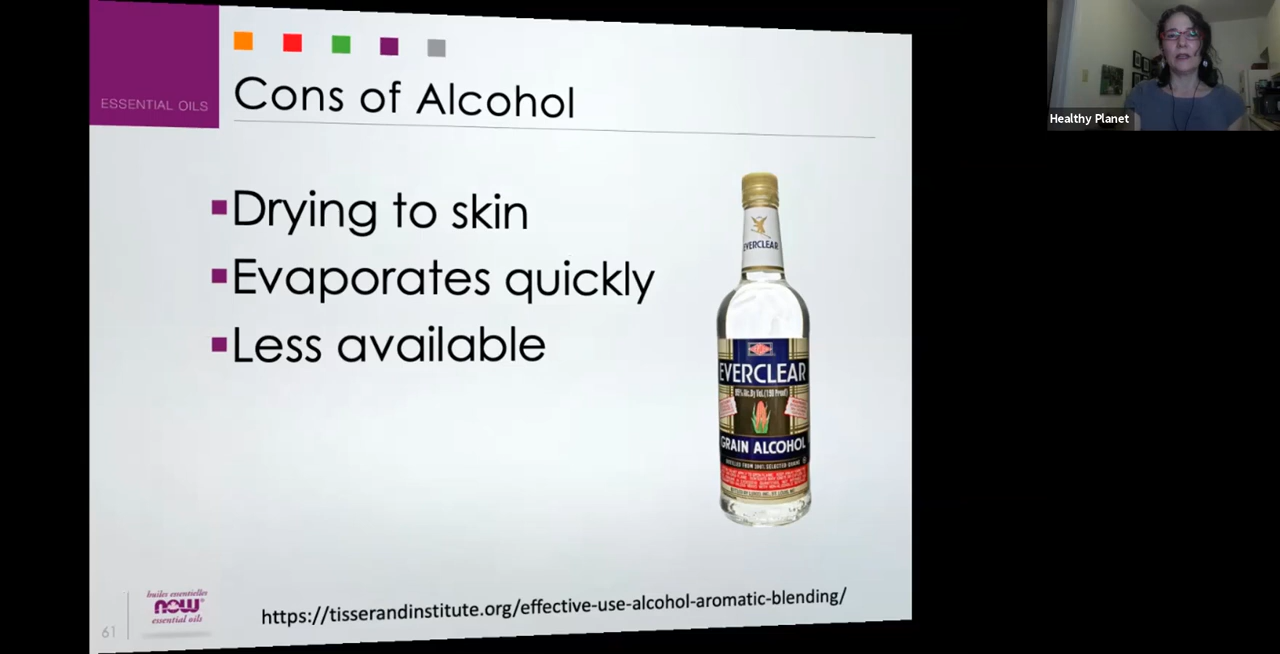 ESSENTIAL OILS
Cons of Alcohol
Healthy Planet
Drying to skin
Evaporates quickly
Less available
EVERCLEAR
EVERCLEAR
GRAIN ALCOHOL
huiles essentielles
now®
essential oils
61
https://tisserandinstitute.org/effective-use-alcohol-aromatic-blending/